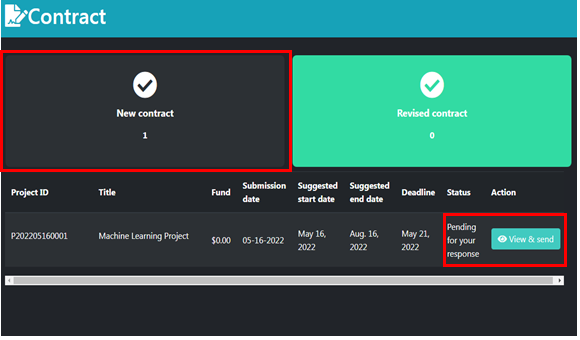 Contract
New contract
1
Revised contract
0
Project ID Title Fund Submission date Suggested start date Suggested end date Deadline Status Action
P202205160001 Machine Learning Project $0.00 05-16-2022 May 16, 2022 Aug. 16, 2022 May 21, 2022 Pending for your response View & send